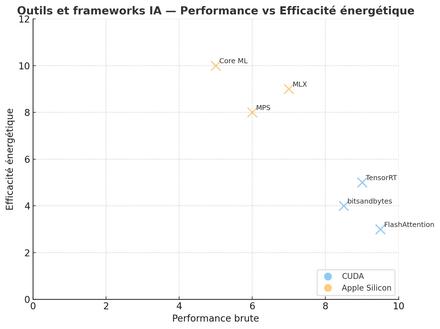 Outils et frameworks IA — Performance vs Efficacité énergétique
12
10
8
6
4
2
0
Efficacité énergétique
Core ML
MLX
MPS
TensorRT
bitsandbytes
FlashAttention
CUDA
Apple Silicon
0
2
4
6
8
10
Performance brute